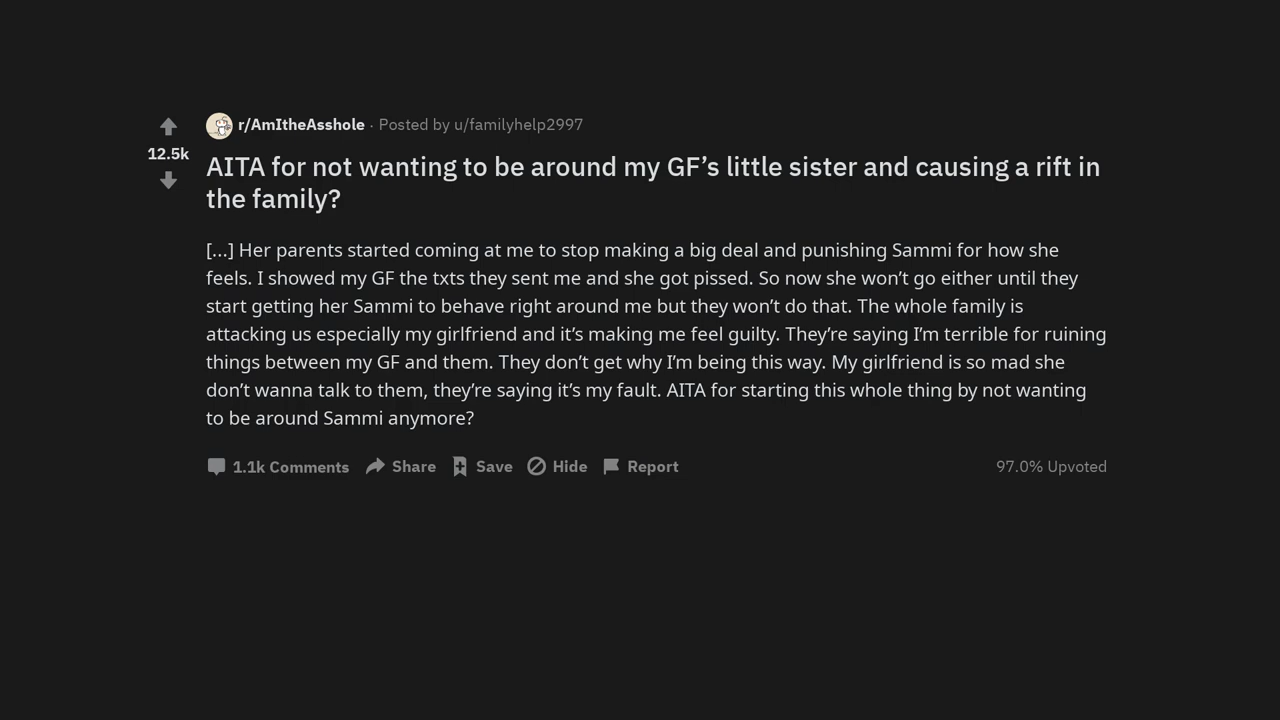 r/AmItheAsshole · Posted by u/familyhelp2997
12.5k
AITA for not wanting to be around my GF’s little sister and causing a rift in
the family?
[...] Her parents started coming at me to stop making a big deal and punishing Sammi for how she
feels. I showed my GF the txts they sent me and she got pissed. So now she won’t go either until they
start getting her Sammi to behave right around me but they won’t do that. The whole family is
attacking us especially my girlfriend and it’s making me feel guilty. They’re saying I’m terrible for ruining
things between my GF and them. They don’t get why I’m being this way. My girlfriend is so mad she
don’t wanna talk to them, they’re saying it’s my fault. AITA for starting this whole thing by not wanting
to be around Sammi anymore?
1.1k Comments Share Save Hide Report 97.0% Upvoted